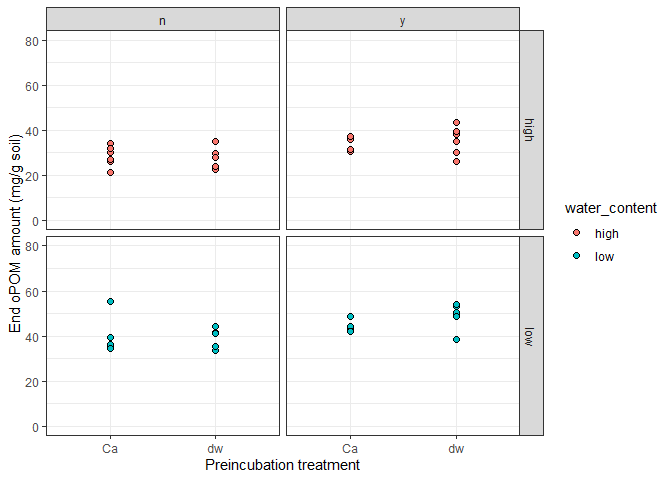 n
y
80
60
40
20
0
high
80
60
40
20
0
low
End oPOM amount (mg/g soil)
Ca
dw
Ca
dw
Preincubation treatment
water_content
high
low